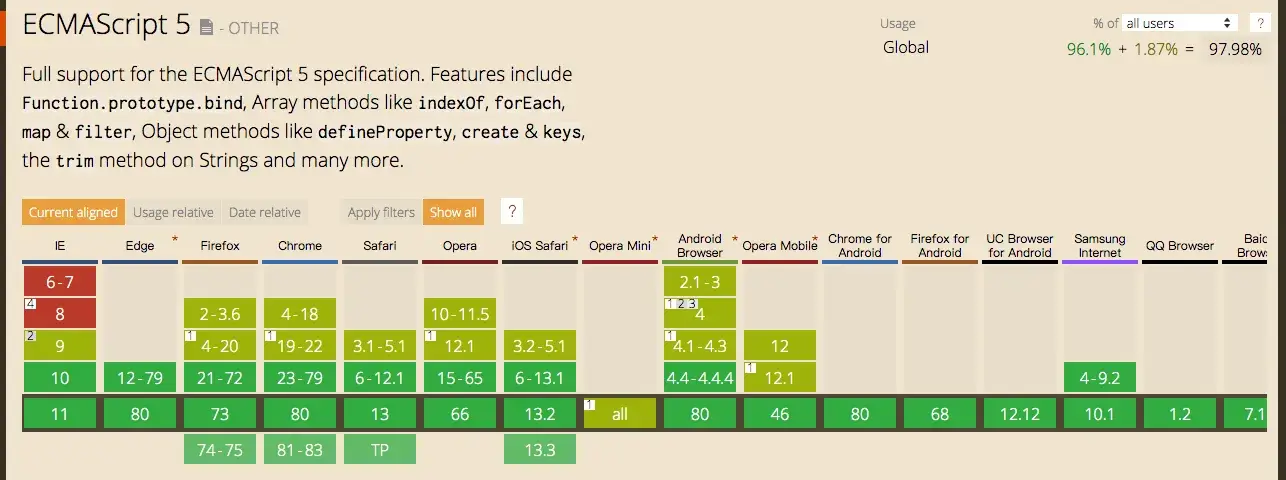 ECMAScript 5 - OTHER
Usage % of all users ?
Global 96.1% + 1.87% = 97.98%
Full support for the ECMAScript 5 specification. Features include
Function.prototype.bind, Array methods like indexOf, forEach,
map & filter, Object methods like defineProperty, create & keys,
the trim method on Strings and many more.
Current aligned Usage relative Date relative Apply filters Show all ?
IE Edge * Firefox Chrome Safari Opera iOS Safari * Opera Mini * Android Browser * Opera Mobile * Chrome for Android Firefox for Android UC Browser for Android Samsung Internet QQ Browser Baid Brows
6-7 2.1-3
4 8 2-3.6 4-18 10-11.5 1 2 3 4
2 9 1 4-20 1 19-22 3.1-5.1 1 12.1 3.2-5.1 1 4.1-4.3 12
10 12-79 21-72 23-79 6-12.1 15-65 6-13.1 4.4-4.4.4 1 12.1 4-9.2
11 80 73 80 13 66 13.2 1 all 80 46 80 68 12.12 10.1 1.2 7.1
74-75 81-83 TP 13.3